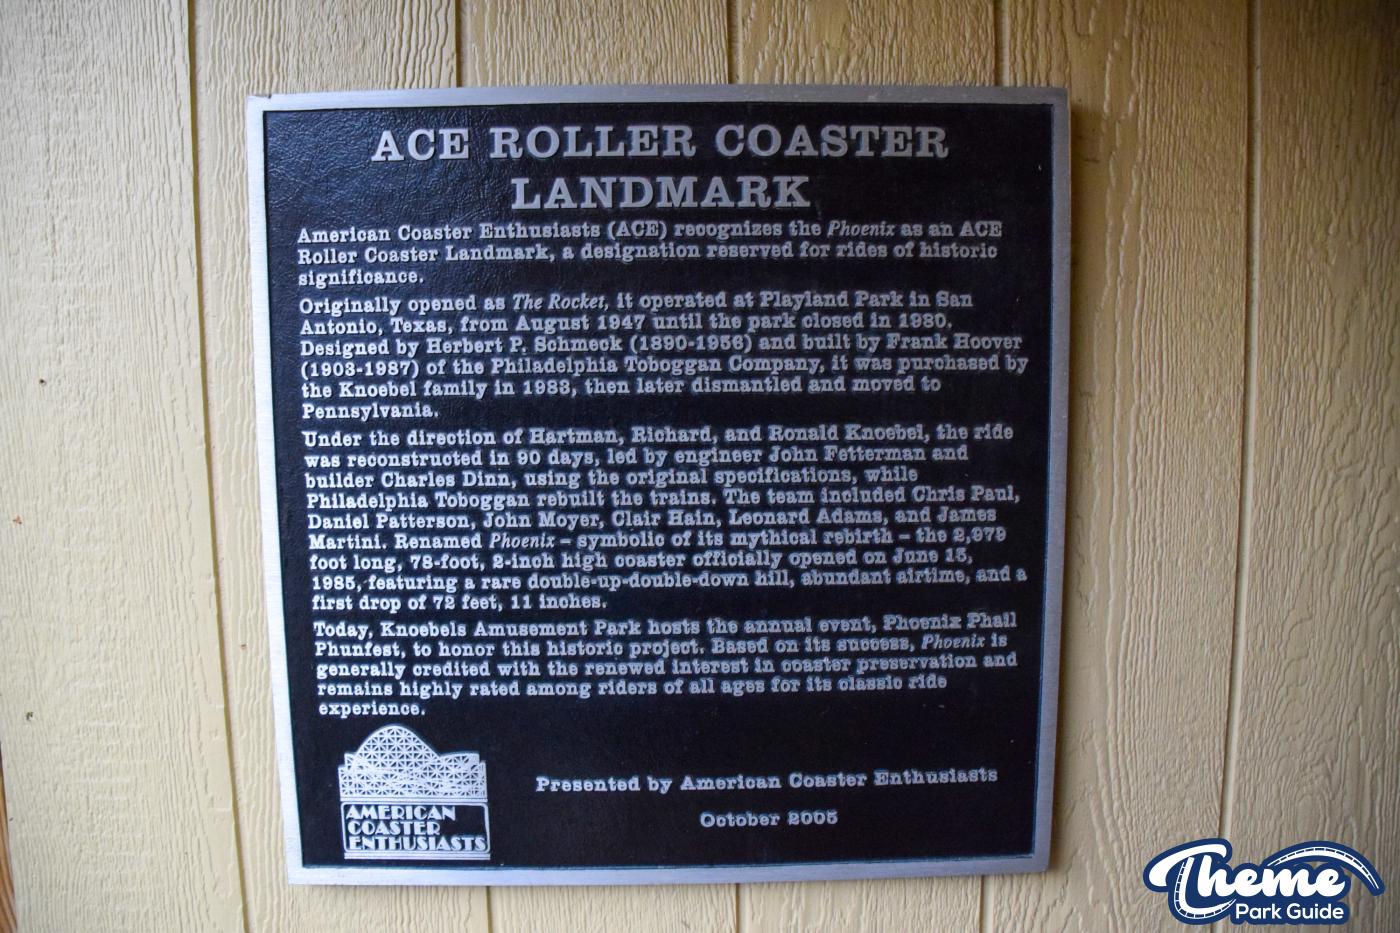 ACE ROLLER COASTER
LANDMARK
American Coaster Enthusiasts (ACE) recognizes the Phoenix as an ACE
Roller Coaster Landmark, a designation reserved for rides of historic
significance.
Originally opened as The Rocket, it operated at Playland Park in San
Antonio, Texas, from August 1947 until the park closed in 1980.
Designed by Herbert P. Schmeck (1890-1956) and built by Frank Hoover
(1903-1987) of the Philadelphia Toboggan Company, it was purchased by
the Knoebel family in 1983, then later dismantled and moved to
Pennsylvania.
Under the direction of Hartman, Richard, and Ronald Knoebel, the ride
was reconstructed in 90 days, led by engineer John Fetterman and
builder Charles Dinn, using the original specifications, while
Philadelphia Toboggan rebuilt the trains. The team included Chris Paul,
Daniel Patterson, John Moyer, Clair Hain, Leonard Adams, and James
Martini. Renamed Phoenix – symbolic of its mythical rebirth – the 2,979
foot long, 78-foot, 2-inch high coaster officially opened on June 15,
1985, featuring a rare double-up-double-down hill, abundant airtime, and a
first drop of 72 feet, 11 inches.
Today, Knoebels Amusement Park hosts the annual event, Phoenix Phall
Phunfest, to honor this historic project. Based on its success, Phoenix is
generally credited with the renewed interest in coaster preservation and
remains highly rated among riders of all ages for its classic ride
experience.
AMERICAN
COASTER
ENTHUSIASTS
Presented by American Coaster Enthusiasts
October 2005
Theme
Park Guide